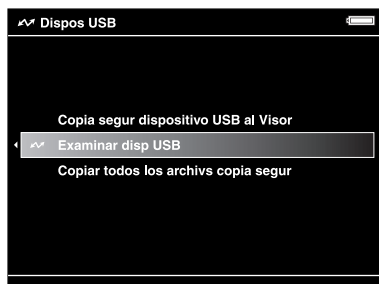 Dispos USB
Copia segur dispositivo USB al Visor
Examinar disp USB
Copiar todos los archivs copia segur